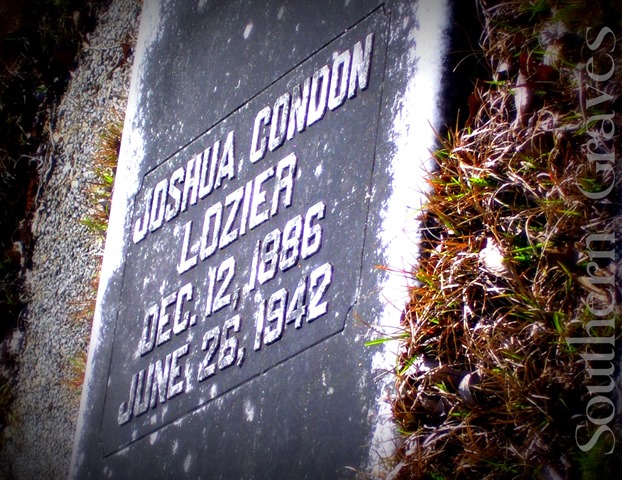 JOSHUA CONDON
LOZIER
DEC. 12, 1886
JUNE 26, 1942
Southern Graves